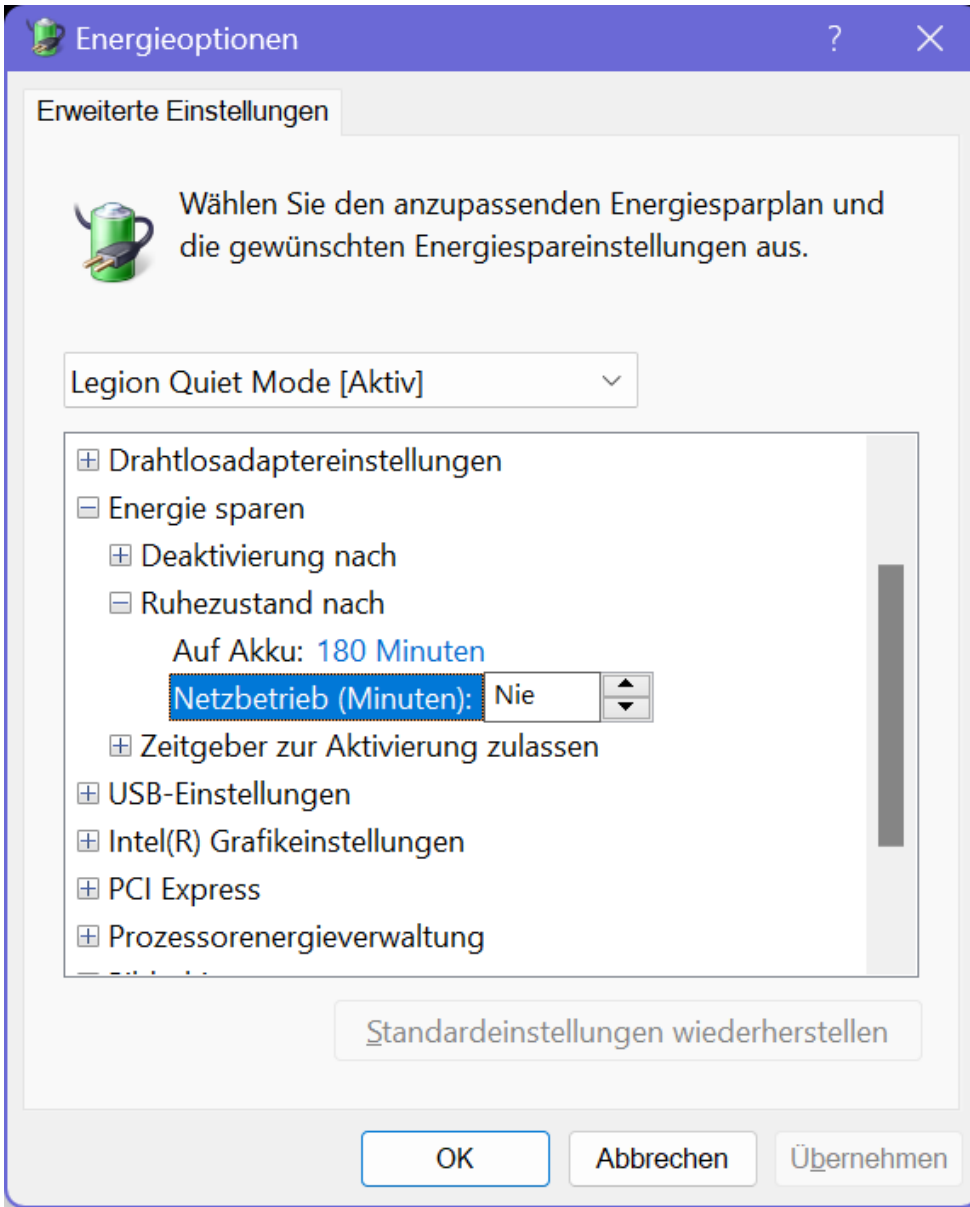 Energieoptionen
Erweiterte Einstellungen
Wählen Sie den anzupassenden Energiesparplan und
die gewünschten Energiespareinstellungen aus.
Legion Quiet Mode [Aktiv]
Drahtlosadaptereinstellungen
Energie sparen
Deaktivierung nach
Ruhezustand nach
Auf Akku: 180 Minuten
Netzbetrieb (Minuten): Nie
Zeitgeber zur Aktivierung zulassen
USB-Einstellungen
Intel(R) Grafikeinstellungen
PCI Express
Prozessorenergieverwaltung
Standardeinstellungen wiederherstellen
OK Abbrechen Übernehmen